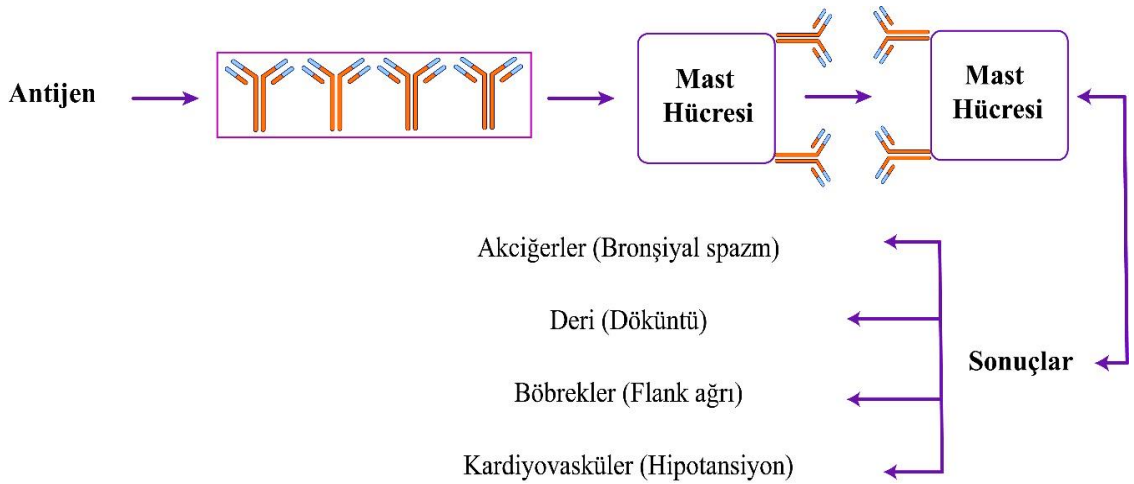 Antijen
Mast
Hücresi
Mast
Hücresi
Akciğerler (Bronşiyal spazm)
Deri (Döküntü)
Sonuçlar
Böbrekler (Flank ağrı)
Kardiyovasküler (Hipotansiyon)